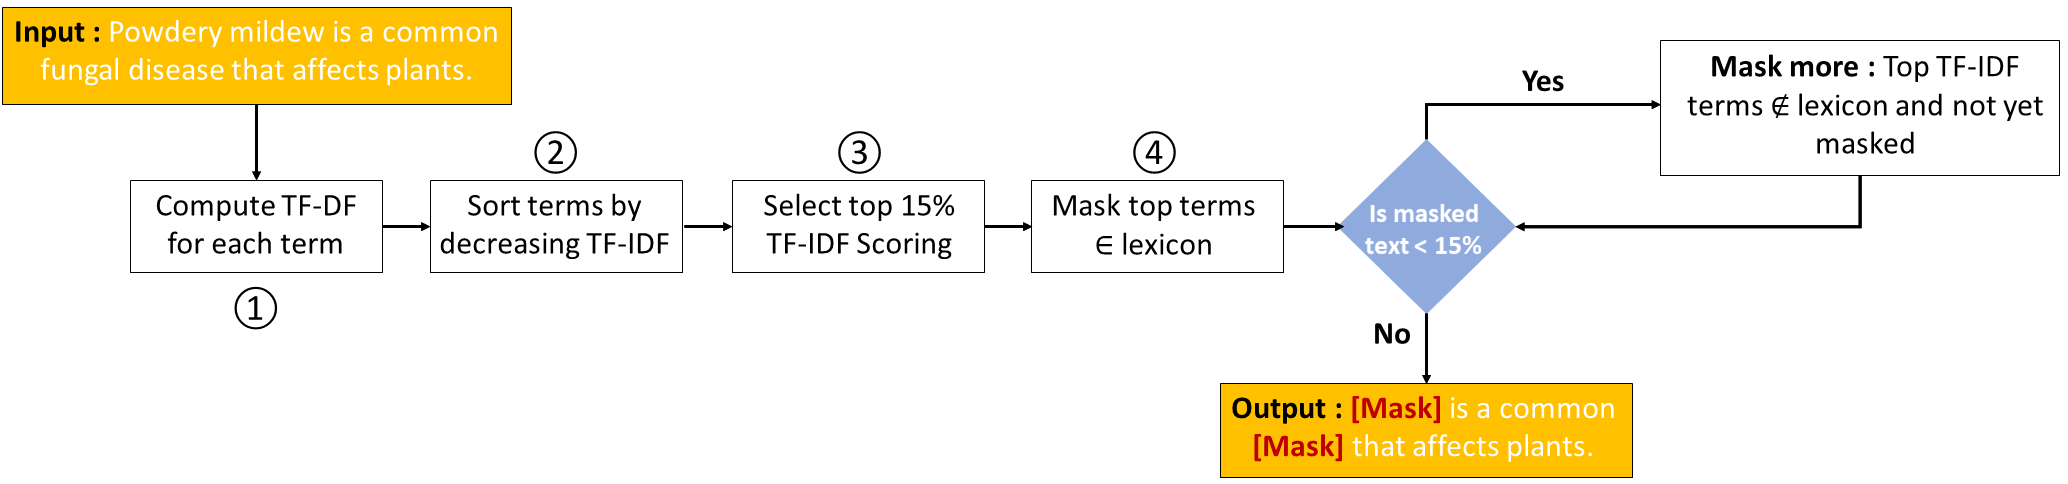 Input : Powdery mildew is a common
fungal disease that affects plants.
①
Compute TF-DF
for each term
②
Sort terms by
decreasing TF-IDF
③
Select top 15%
TF-IDF Scoring
④
Mask top terms
∈ lexicon
Is masked
text < 15%
Yes
Mask more : Top TF-IDF
terms ∉ lexicon and not yet
masked
No
Output : [Mask] is a common
[Mask] that affects plants.